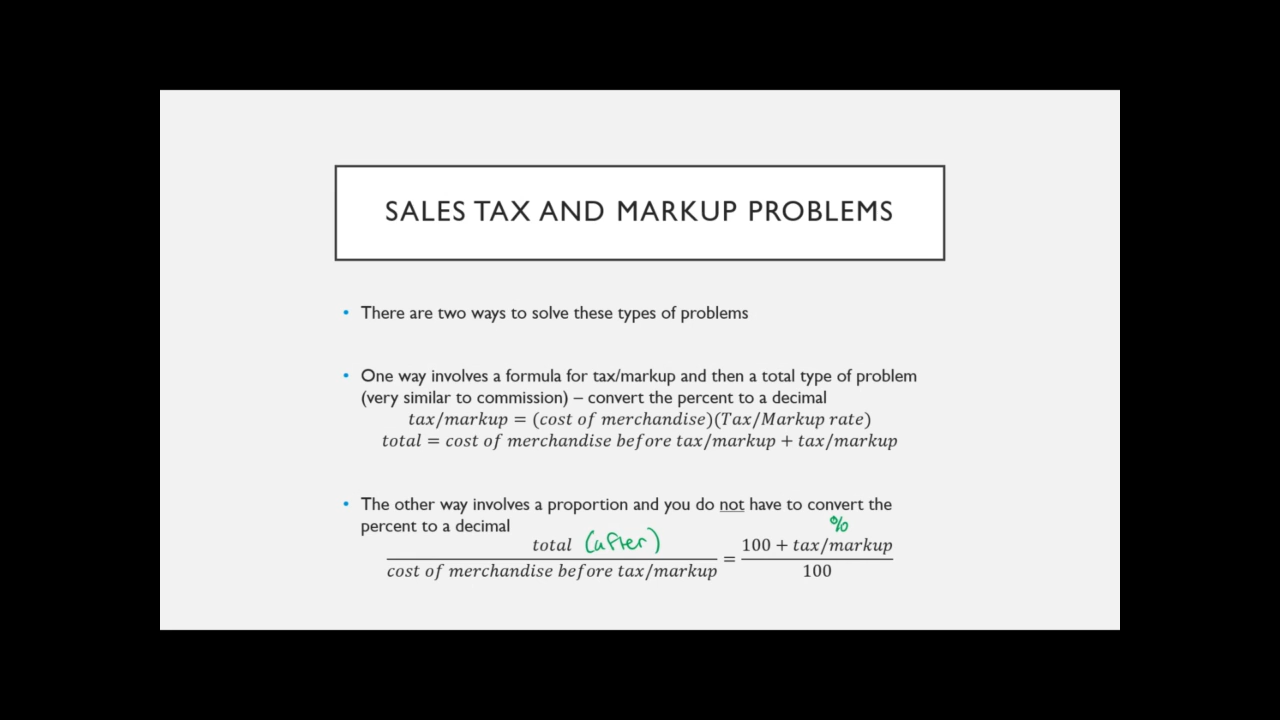 SALES TAX AND MARKUP PROBLEMS
• There are two ways to solve these types of problems
• One way involves a formula for tax/markup and then a total type of problem
(very similar to commission) – convert the percent to a decimal
tax/markup = (cost of merchandise)(Tax/Markup rate)
total = cost of merchandise before tax/markup + tax/markup
• The other way involves a proportion and you do not have to convert the
percent to a decimal
%
total (after)
cost of merchandise before tax/markup
=
100 + tax/markup
100